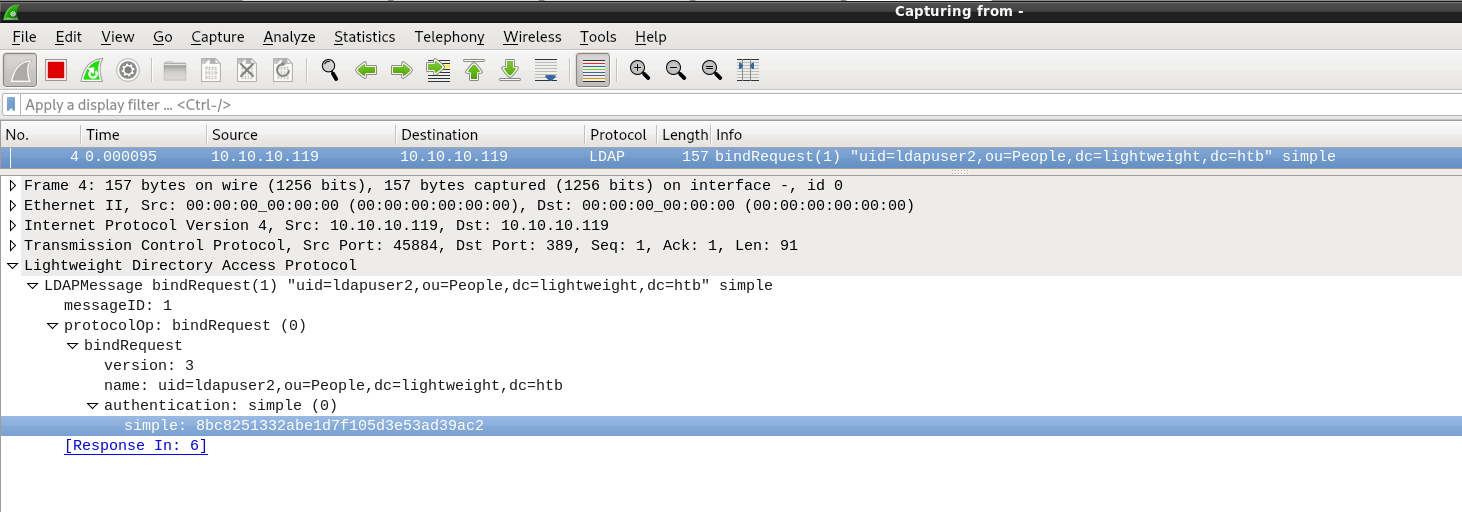 Capturing from -
File Edit View Go Capture Analyze Statistics Telephony Wireless Tools Help
Apply a display filter ... <Ctrl-/>
No. Time Source Destination Protocol Length Info
4 0.000095 10.10.10.119 10.10.10.119 LDAP 157 bindRequest(1) "uid=ldapuser2,ou=People,dc=lightweight,dc=htb" simple
Frame 4: 157 bytes on wire (1256 bits), 157 bytes captured (1256 bits) on interface -, id 0
Ethernet II, Src: 00:00:00_00:00:00 (00:00:00:00:00:00), Dst: 00:00:00_00:00:00 (00:00:00:00:00:00)
Internet Protocol Version 4, Src: 10.10.10.119, Dst: 10.10.10.119
Transmission Control Protocol, Src Port: 45884, Dst Port: 389, Seq: 1, Ack: 1, Len: 91
Lightweight Directory Access Protocol
LDAPMessage bindRequest(1) "uid=ldapuser2,ou=People,dc=lightweight,dc=htb" simple
messageID: 1
protocolOp: bindRequest (0)
bindRequest
version: 3
name: uid=ldapuser2,ou=People,dc=lightweight,dc=htb
authentication: simple (0)
simple: 8bc8251332abe1d7f105d3e53ad39ac2
[Response In: 6]